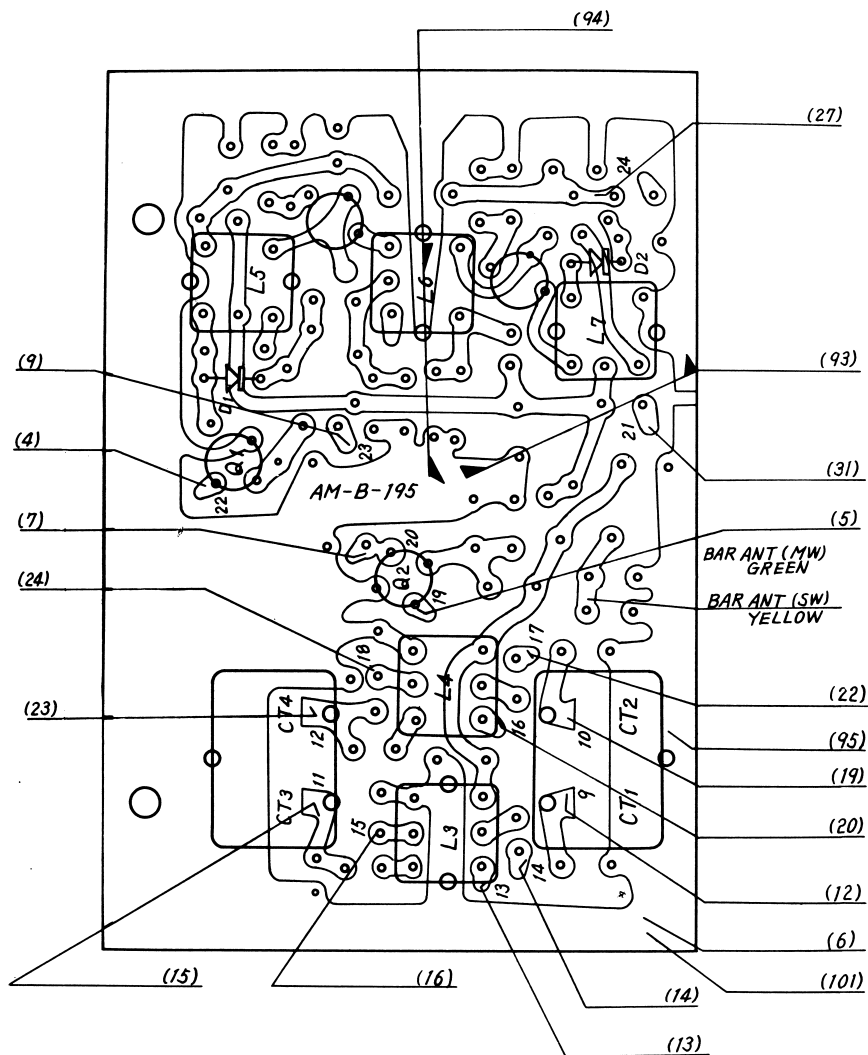 (94)
(27)
24
L5
L6
D2
L7
(9)
(93)
D1
(4)
Q1
23
21
22
AM-B-195
(31)
(7)
20
(5)
BAR ANT (MW)
GREEN
(24)
Q2
19
BAR ANT (SW)
YELLOW
18
17
L4
(22)
(23)
CT4
12
16
10
CT2
(95)
11
(19)
CT3
15
L3
9
CT1
(20)
13
14
(12)
(6)
(15)
(16)
(14)
(101)
(13)